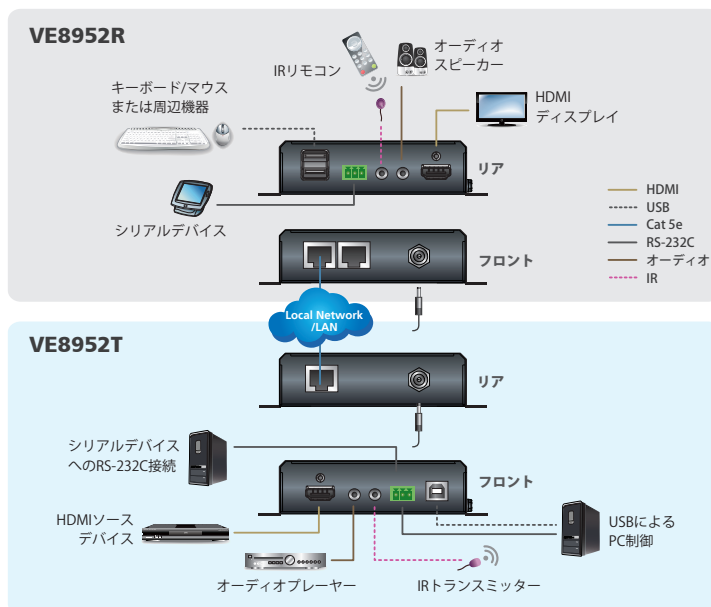 VE8952R
IRリモコン
オーディオ
スピーカー
キーボード/マウス
または周辺機器
HDMI
ディスプレイ
リア
シリアルデバイス
フロント
HDMI
USB
Cat 5e
RS-232C
オーディオ
IR
Local Network
/LAN
VE8952T
リア
シリアルデバイス
へのRS-232C接続
フロント
HDMIソース
デバイス
USBによる
PC制御
オーディオプレーヤー
IRトランスミッター